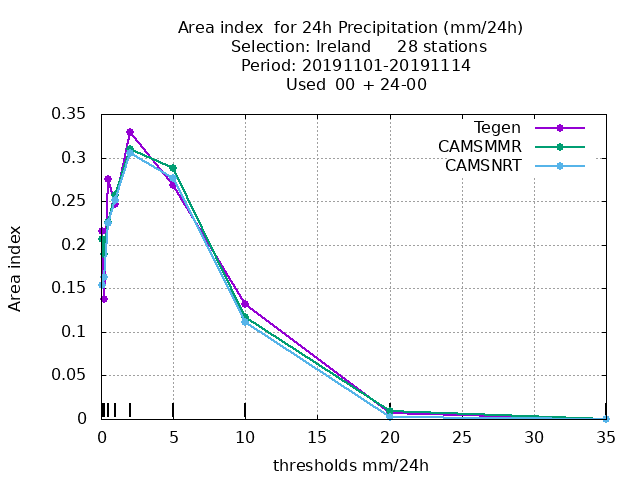 Area index  for 24h Precipitation (mm/24h)
Selection: Ireland     28 stations
Period: 20191101-20191114
Used  00 + 24-00
Tegen
CAMSMMR
CAMSNRT
0.35
0.3
0.25
0.2
0.15
0.1
0.05
0
Area index
0 5 10 15 20 25 30 35
thresholds mm/24h